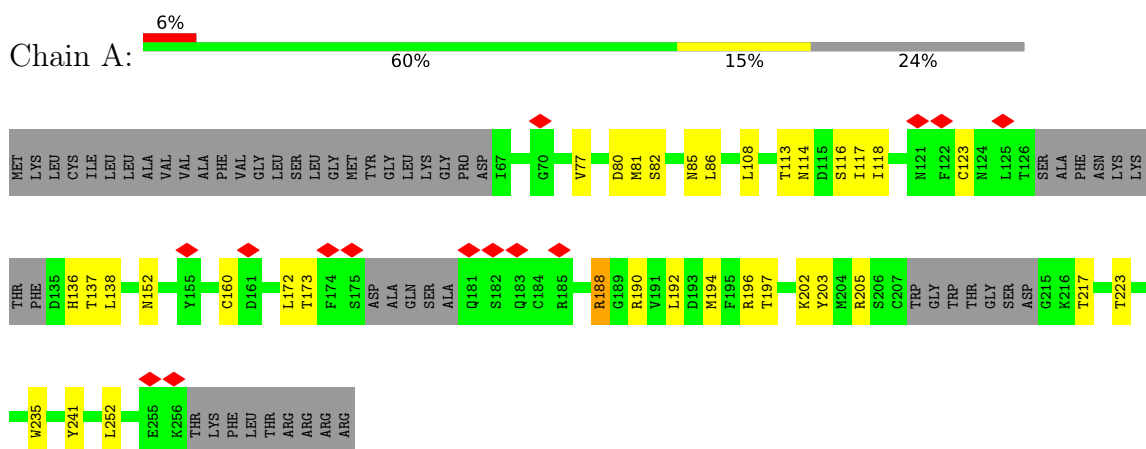 6%
Chain A:
60% 15% 24%
MET LYS LEU CYS ILE LEU LEU ALA VAL VAL ALA PHE VAL GLY LEU SER LEU GLY MET TYR GLY LEU LYS GLY PRO ASP I67 G70 V77 D80 M81 S82 N85 L86 L108 T113 N114 D115 S116 I117 I118 N121 F122 C123 N124 L125 T126 SER ALA PHE ASN LYS LYS
THR PHE D135 H136 T137 L138 N152 Y155 C160 D161 L172 T173 F174 S175 ASP ALA GLN SER ALA Q181 S182 Q183 C184 R185 R188 G189 R190 V191 L192 D193 M194 F195 R196 T197 K202 Y203 M204 R205 S206 C207 TRP GLY TRP THR GLY SER ASP G215 K216 T217 T223
W235 Y241 L252 E255 K256 THR LYS PHE LEU THR ARG ARG ARG ARG